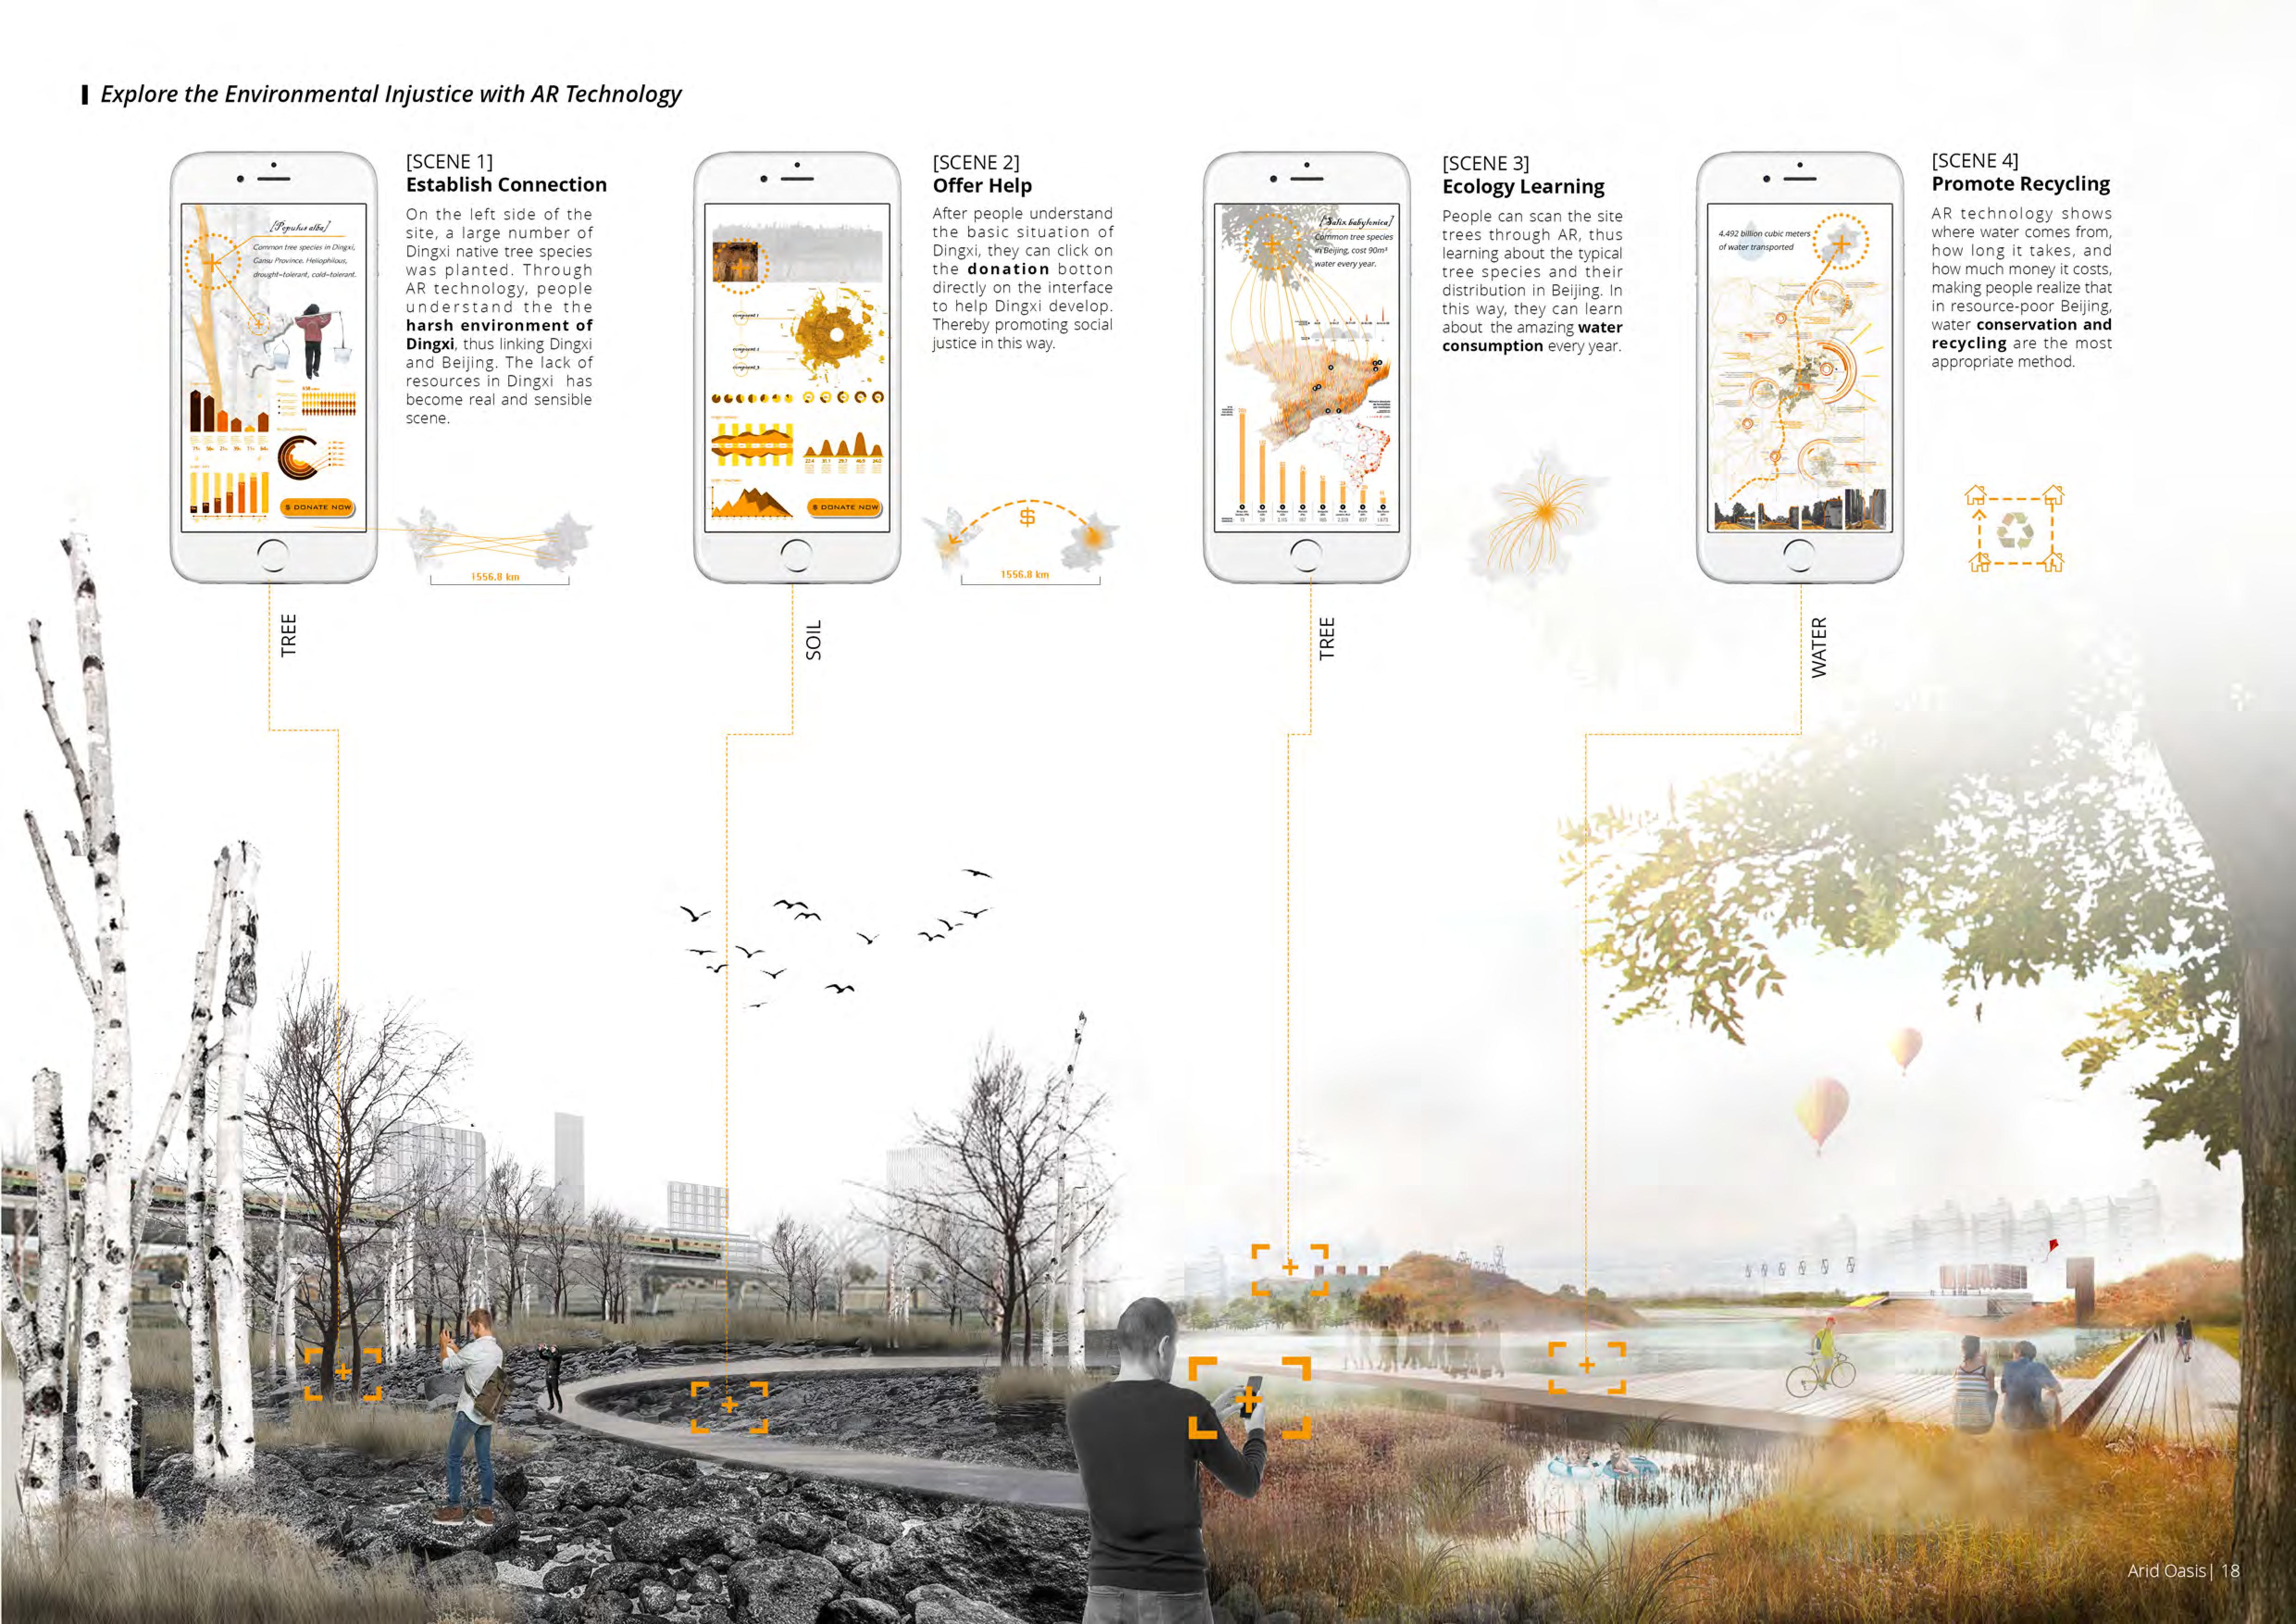 Explore the Environmental Injustice with AR Technology
[SCENE 1]
Establish Connection
On the left side of the
site, a large number of
Dingxi native tree species
was planted. Through
AR technology, people
understand the the
harsh environment of
Dingxi, thus linking Dingxi
and Beijing. The lack of
resources in Dingxi has
become real and sensible
scene.
[Populus alba]
Common tree species in Dingxi,
Gansu Province. Heliophilous,
drought-tolerant, cold-tolerant.
$ DONATE NOW
1556.8 km
TREE
[SCENE 2]
Offer Help
After people understand
the basic situation of
Dingxi, they can click on
the donation botton
directly on the interface
to help Dingxi develop.
Thereby promoting social
justice in this way.
$ DONATE NOW
$
1556.8 km
SOIL
[SCENE 3]
Ecology Learning
People can scan the site
trees through AR, thus
learning about the typical
tree species and their
distribution in Beijing. In
this way, they can learn
about the amazing water
consumption every year.
[Salix babylonica]
Common tree species
in Beijing, cost 90m³
water every year.
TREE
[SCENE 4]
Promote Recycling
AR technology shows
where water comes from,
how long it takes, and
how much money it costs,
making people realize that
in resource-poor Beijing,
water conservation and
recycling are the most
appropriate method.
4.492 billion cubic meters
of water transported
WATER
Arid Oasis| 18